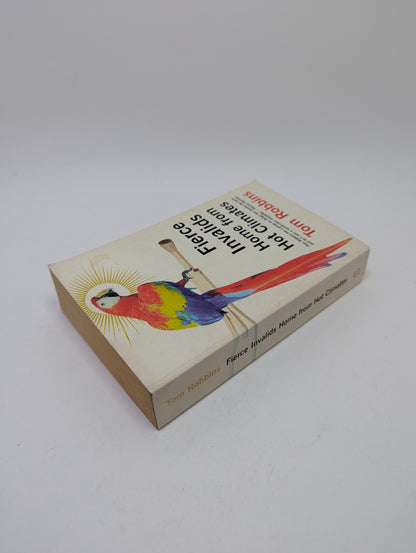 Fierce
Invalids
Home from
Hot Climates
Tom Robbins
Tom Robbins Fierce Invalids Home from Hot Climates